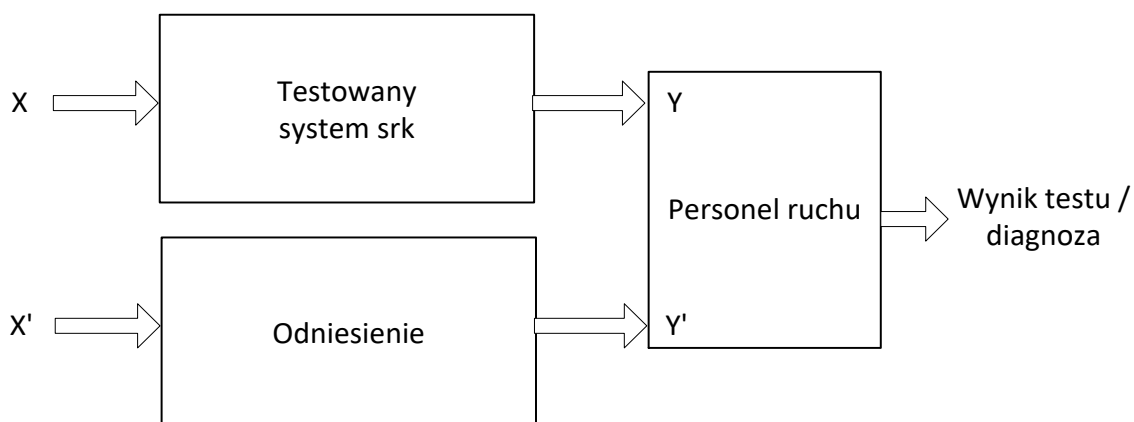 X
Testowany
system srk
Y
Personel ruchu
Wynik testu /
diagnoza
X'
Odniesienie
Y'